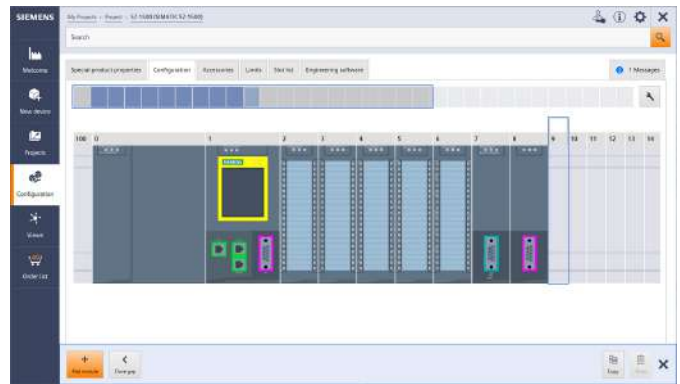 SIEMENS
My Projects > Project > S7-1500 (SIMATIC S7-1500)
Search
Welcome
Special product properties Configuration Accessories Limits Slot list Engineering software 1 Messages
New device
Projects
100 0 1 2 3 4 5 6 7 8 9 10 11 12 13 14
SIEMENS
Configuration
Views
Order list
Add module
Close gap
Copy